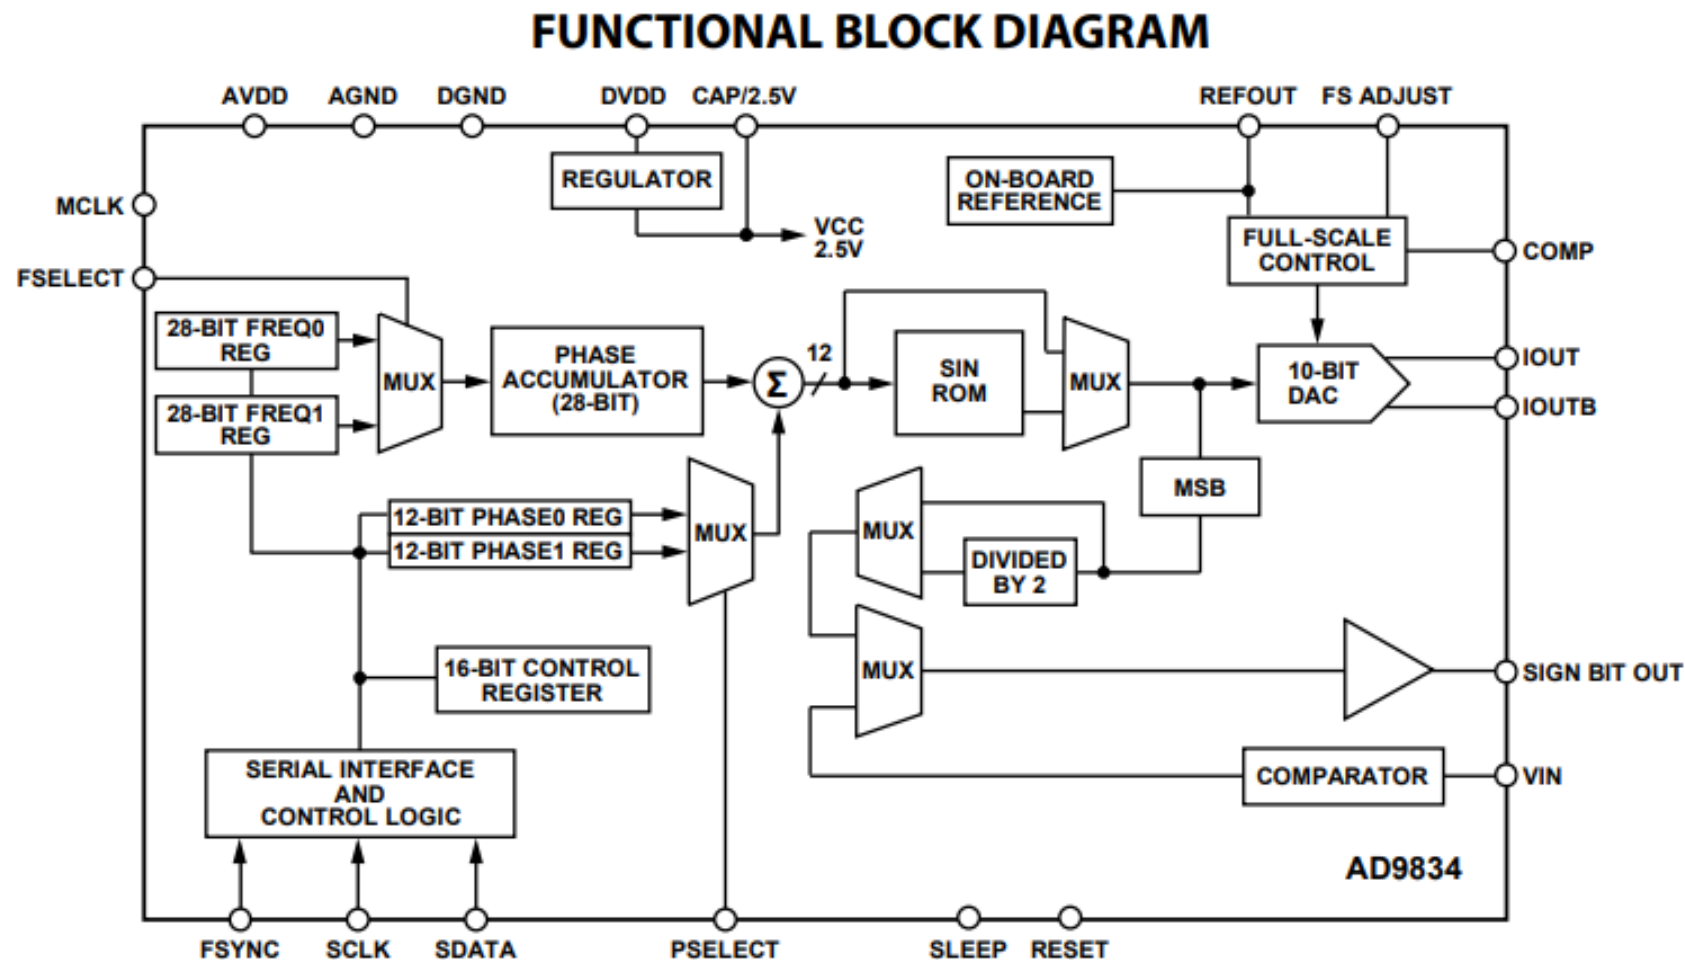 FUNCTIONAL BLOCK DIAGRAM
AVDD
AGND
DGND
DVDD
CAP/2.5V
REFOUT
FS ADJUST
REGULATOR
ON-BOARD
REFERENCE
MCLK
VCC
2.5V
FULL-SCALE
CONTROL
COMP
FSELECT
28-BIT FREQ0
REG
MUX
PHASE
ACCUMULATOR
(28-BIT)
Σ
12
SIN
ROM
MUX
10-BIT
DAC
IOUT
IOUTB
28-BIT FREQ1
REG
MSB
12-BIT PHASE0 REG
12-BIT PHASE1 REG
MUX
MUX
DIVIDED
BY 2
16-BIT CONTROL
REGISTER
MUX
SIGN BIT OUT
SERIAL INTERFACE
AND
CONTROL LOGIC
COMPARATOR
VIN
AD9834
FSYNC
SCLK
SDATA
PSELECT
SLEEP
RESET